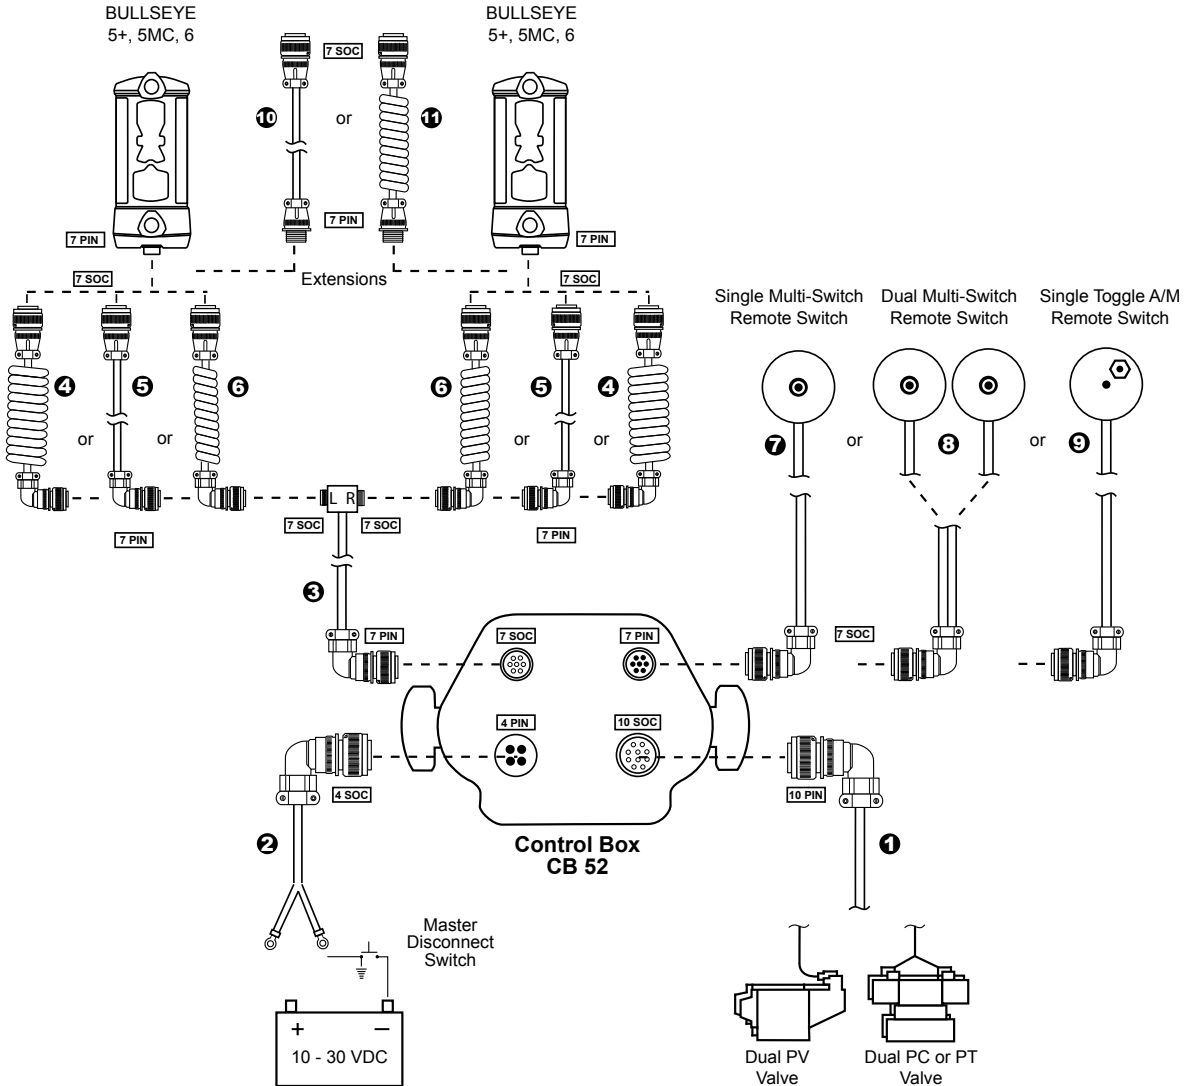 BULLSEYE
5+, 5MC, 6
BULLSEYE
5+, 5MC, 6
7 SOC
10
or
11
7 PIN
7 PIN
7 PIN
Extensions
7 SOC
7 SOC
Single Multi-Switch
Remote Switch
Dual Multi-Switch
Remote Switch
Single Toggle A/M
Remote Switch
4
5
6
6
5
4
or
or
or
or
7
or
8
or
9
L R
7 SOC
7 SOC
7 PIN
7 PIN
3
7 PIN
7 SOC
7 PIN
7 SOC
4 PIN
10 SOC
4 SOC
10 PIN
Control Box
CB 52
2
1
Master
Disconnect
Switch
+ −
10 - 30 VDC
Dual PV
Valve
Dual PC or PT
Valve